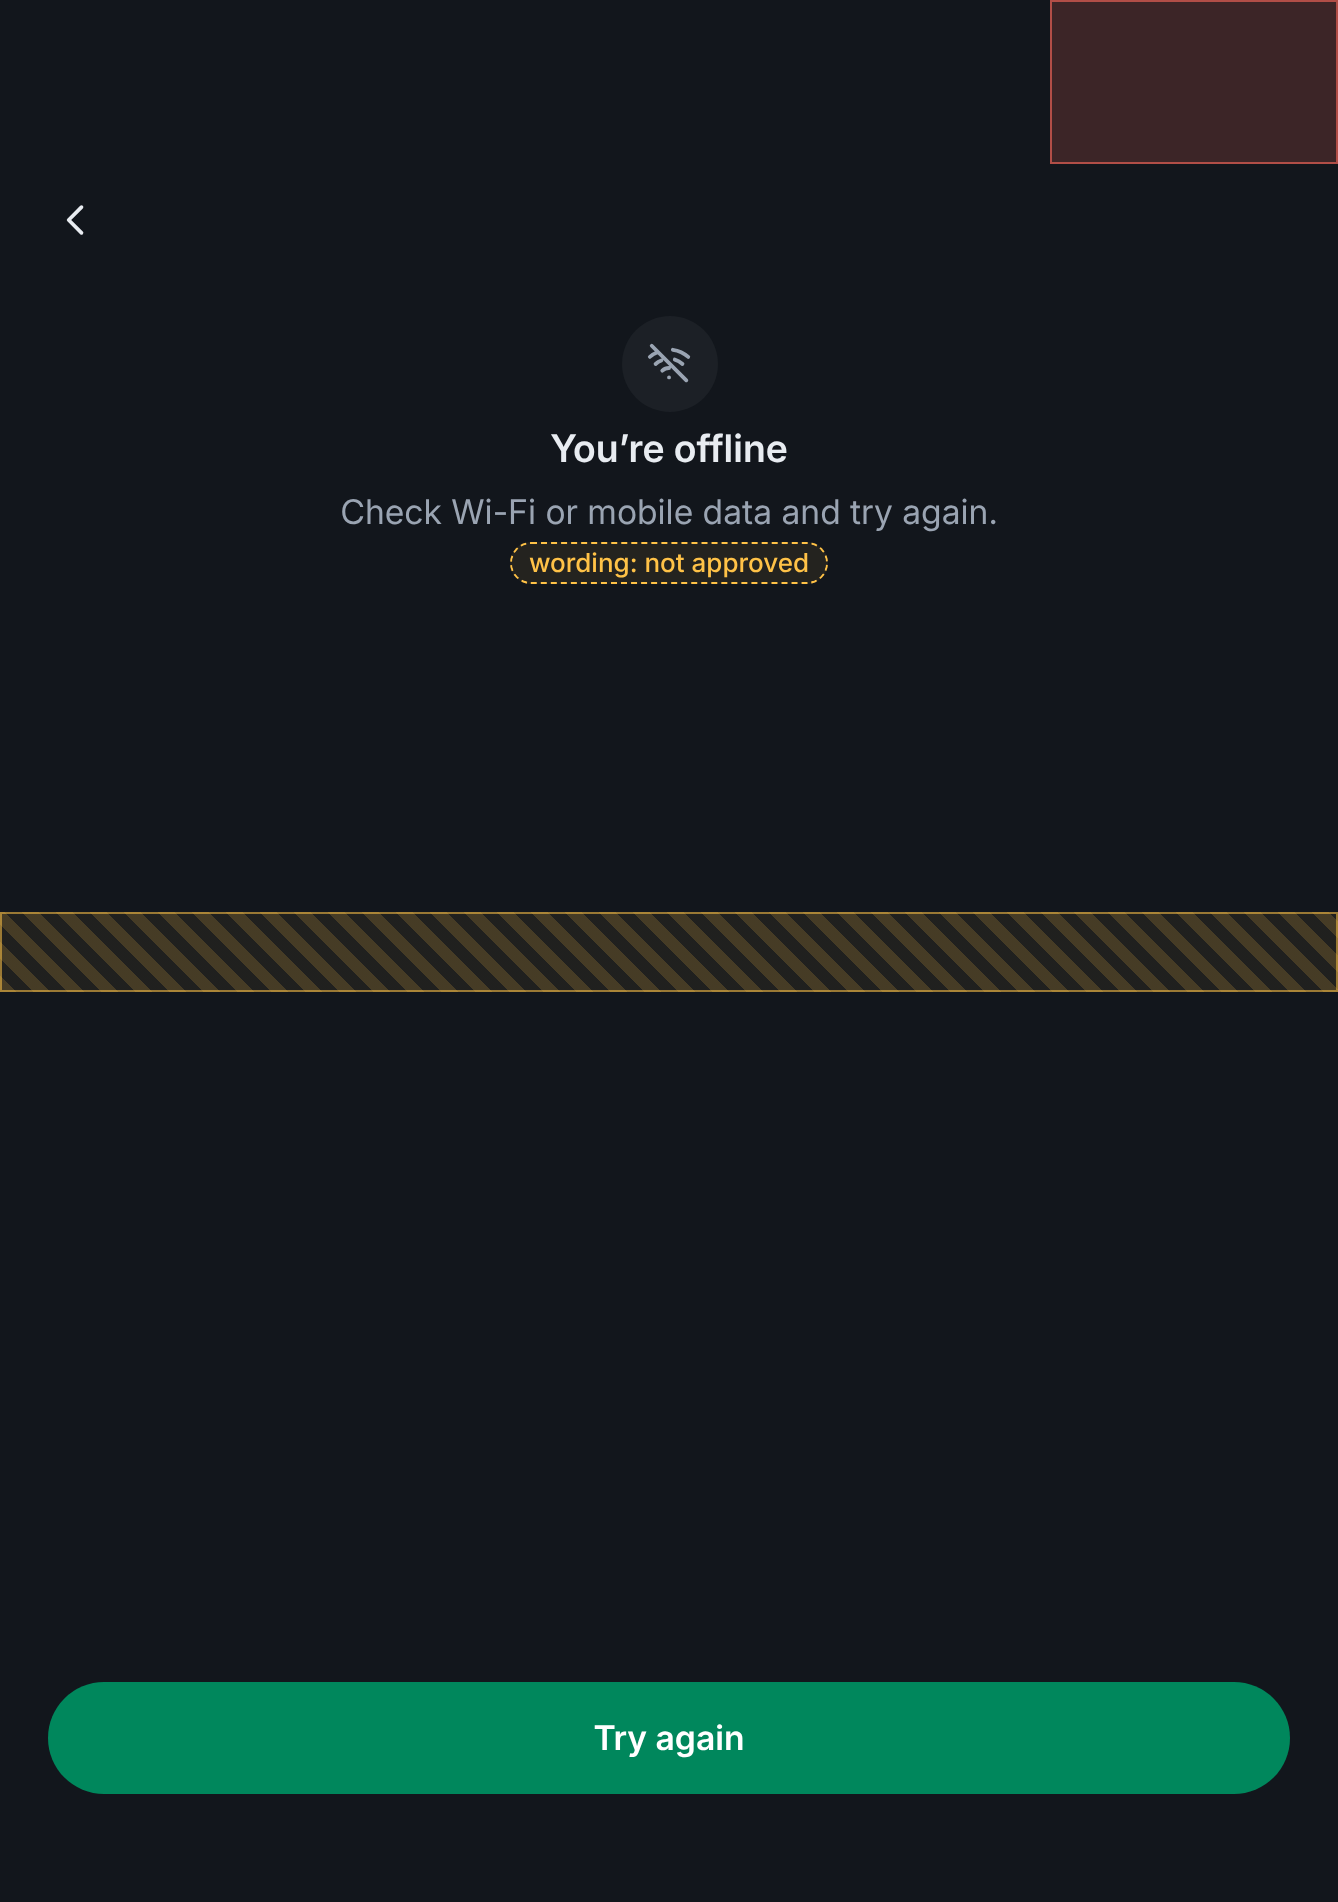 You’re offline
Check Wi-Fi or mobile data and try again.
wording: not approved
Try again